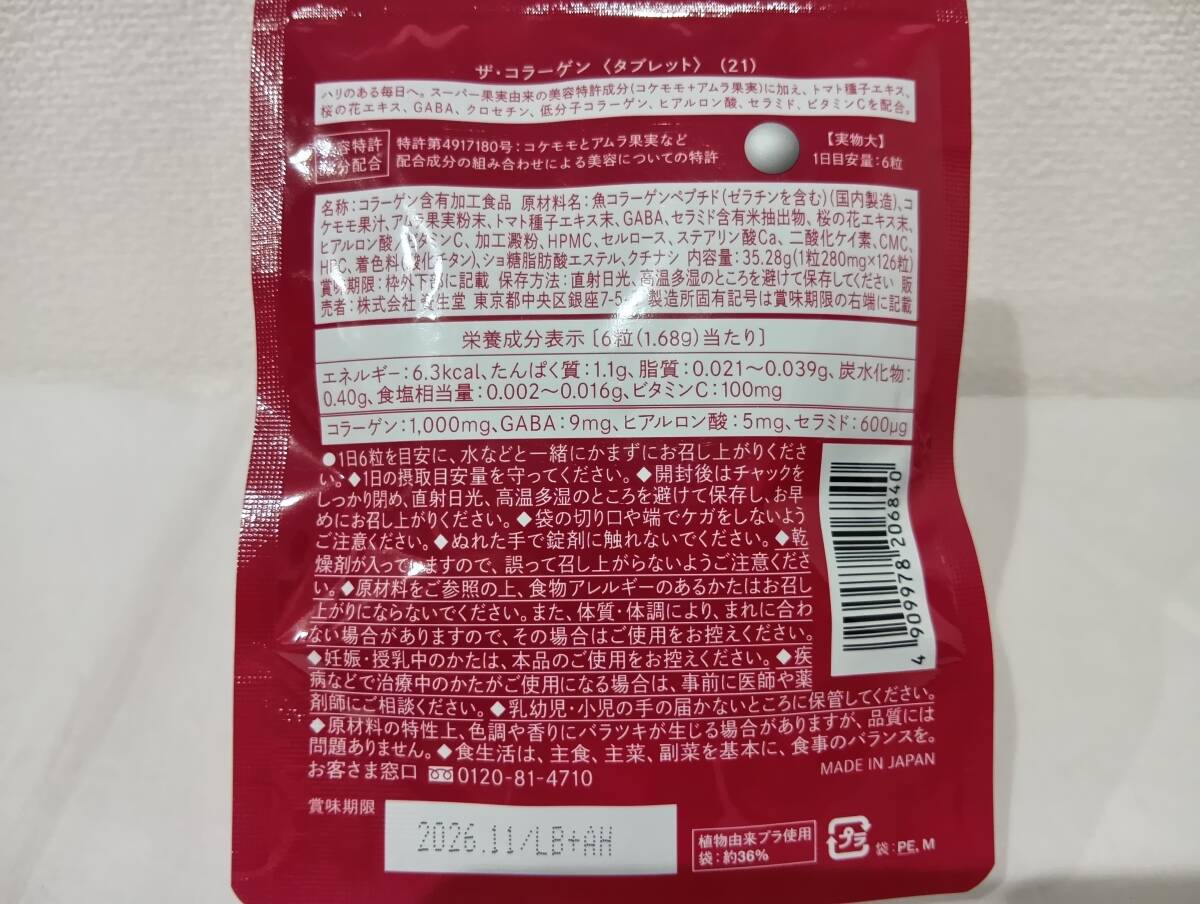 ザ・コラーゲン〈タブレット〉(21)
ハリのある毎日へ。スーパー果実由来の美容特許成分(コケモモ+アムラ果実)に加え、トマト種子エキス、
桜の花エキス、GABA、クロセチン、低分子コラーゲン、ヒアルロン酸、セラミド、ビタミンCを配合。
容特許
分配合
特許第4917180号:コケモモとアムラ果実など
配合成分の組み合わせによる美容についての特許
【実物大】
1日目安量:6粒
名称:コラーゲン含有加工食品 原材料名:魚コラーゲンペプチド(ゼラチンを含む)(国内製造)、コ
ケモモ果汁、アムラ果実粉末、トマト種子エキス末、GABA、セラミド含有米抽出物、桜の花エキス末、
ヒアルロン酸、ビタミンC、加工澱粉、HPMC、セルロース、ステアリン酸Ca、二酸化ケイ素、CMC、
HPC、着色料(酸化チタン)、ショ糖脂肪酸エステル、クチナシ 内容量:35.28g(1粒280mg×126粒)
賞味期限:枠外下部に記載 保存方法:直射日光、高温多湿のところを避けて保存してください 販
売者:株式会社 資生堂 東京都中央区銀座7-5- 製造所固有記号は賞味期限の右端に記載
栄養成分表示[6粒(1.68g)当たり]
エネルギー:6.3kcal、たんぱく質:1.1g、脂質:0.021〜0.039g、炭水化物:
0.40g、食塩相当量:0.002〜0.016g、ビタミンC:100mg
コラーゲン:1,000mg、GABA:9mg、ヒアルロン酸:5mg、セラミド:600μg
●1日6粒を目安に、水などと一緒にかまずにお召し上がりくださ
い。◆1日の摂取目安量を守ってください。◆開封後はチャックを
しっかり閉め、直射日光、高温多湿のところを避けて保存し、お早
めにお召し上がりください。◆袋の切り口や端でケガをしないよう
ご注意ください。◆ぬれた手で錠剤に触れないでください。◆乾
燥剤が入っていますので、誤って召し上がらないようご注意くださ
い。◆原材料をご参照の上、食物アレルギーのあるかたはお召し
上がりにならないでください。また、体質・体調により、まれに合わ
ない場合がありますので、その場合はご使用をお控えください。
◆妊娠・授乳中のかたは、本品のご使用をお控えください。◆疾
病などで治療中のかたがご使用になる場合は、事前に医師や薬
剤師にご相談ください。◆乳幼児・小児の手の届かないところに保管してください。
◆原材料の特性上、色調や香りにバラツキが生じる場合がありますが、品質には
問題ありません。◆食生活は、主食、主菜、副菜を基本に、食事のバランスを。
お客さま窓口 0120-81-4710
MADE IN JAPAN
4 909978 206840
賞味期限
2026.11/LB+AH
植物由来プラ使用
袋:約36%
プラ
袋:PE, M